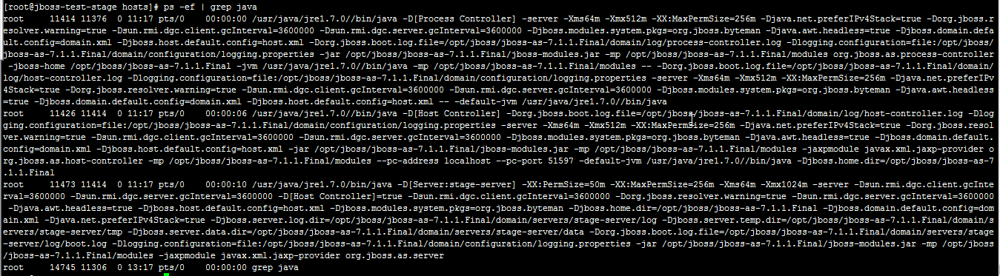 [root@jboss-test-stage hosts]# ps -ef | grep java
root     11414 11376  0 11:17 pts/0    00:00:00 /usr/java/jre1.7.0//bin/java -D[Process Controller] -server -Xms64m -Xmx512m -XX:MaxPermSize=256m -Djava.net.preferIPv4Stack=true -Dorg.jboss.r
esolver.warning=true -Dsun.rmi.dgc.client.gcInterval=3600000 -Dsun.rmi.dgc.server.gcInterval=3600000 -Djboss.modules.system.pkgs=org.jboss.byteman -Djava.awt.headless=true -Djboss.domain.defa
ult.config=domain.xml -Djboss.host.default.config=host.xml -Dorg.jboss.boot.log.file=/opt/jboss/jboss-as-7.1.1.Final/domain/log/process-controller.log -Dlogging.configuration=file:/opt/jboss/
jboss-as-7.1.1.Final/domain/configuration/logging.properties -jar /opt/jboss/jboss-as-7.1.1.Final/jboss-modules.jar -mp /opt/jboss/jboss-as-7.1.1.Final/modules org.jboss.as.process-controller
 -jboss-home /opt/jboss/jboss-as-7.1.1.Final -jvm /usr/java/jre1.7.0//bin/java -mp /opt/jboss/jboss-as-7.1.1.Final/modules -- -Dorg.jboss.boot.log.file=/opt/jboss/jboss-as-7.1.1.Final/domain/
log/host-controller.log -Dlogging.configuration=file:/opt/jboss/jboss-as-7.1.1.Final/domain/configuration/logging.properties -server -Xms64m -Xmx512m -XX:MaxPermSize=256m -Djava.net.preferIPv
4Stack=true -Dorg.jboss.resolver.warning=true -Dsun.rmi.dgc.client.gcInterval=3600000 -Dsun.rmi.dgc.server.gcInterval=3600000 -Djboss.modules.system.pkgs=org.jboss.byteman -Djava.awt.headless
=true -Djboss.domain.default.config=domain.xml -Djboss.host.default.config=host.xml -- -default-jvm /usr/java/jre1.7.0//bin/java
root     11426 11414  0 11:17 pts/0    00:00:06 /usr/java/jre1.7.0//bin/java -D[Host Controller] -Dorg.jboss.boot.log.file=/opt/jboss/jboss-as-7.1.1.Final/domain/log/host-controller.log -Dlog
ging.configuration=file:/opt/jboss/jboss-as-7.1.1.Final/domain/configuration/logging.properties -server -Xms64m -Xmx512m -XX:MaxPermSize=256m -Djava.net.preferIPv4Stack=true -Dorg.jboss.resol
ver.warning=true -Dsun.rmi.dgc.client.gcInterval=3600000 -Dsun.rmi.dgc.server.gcInterval=3600000 -Djboss.modules.system.pkgs=org.jboss.byteman -Djava.awt.headless=true -Djboss.domain.default.
config=domain.xml -Djboss.host.default.config=host.xml -jar /opt/jboss/jboss-as-7.1.1.Final/jboss-modules.jar -mp /opt/jboss/jboss-as-7.1.1.Final/modules -jaxpmodule javax.xml.jaxp-provider o
rg.jboss.as.host-controller -mp /opt/jboss/jboss-as-7.1.1.Final/modules --pc-address localhost --pc-port 51597 -default-jvm /usr/java/jre1.7.0//bin/java -Djboss.home.dir=/opt/jboss/jboss-as-7
.1.1.Final
root     11473 11414  0 11:17 pts/0    00:00:10 /usr/java/jre1.7.0/bin/java -D[Server:stage-server] -XX:PermSize=50m -XX:MaxPermSize=256m -Xms64m -Xmx1024m -server -Dsun.rmi.dgc.client.gcInte
rval=3600000 -Dsun.rmi.dgc.server.gcInterval=3600000 -D[Host Controller]=true -Dsun.rmi.dgc.client.gcInterval=3600000 -Dorg.jboss.resolver.warning=true -Dsun.rmi.dgc.server.gcInterval=3600000
 -Djava.awt.headless=true -Djboss.host.default.config=host.xml -Djboss.modules.system.pkgs=org.jboss.byteman -Djboss.home.dir=/opt/jboss/jboss-as-7.1.1.Final -Djboss.domain.default.config=dom
ain.xml -Djava.net.preferIPv4Stack=true -Djboss.server.log.dir=/opt/jboss/jboss-as-7.1.1.Final/domain/servers/stage-server/log -Djboss.server.temp.dir=/opt/jboss/jboss-as-7.1.1.Final/domain/s
ervers/stage-server/tmp -Djboss.server.data.dir=/opt/jboss/jboss-as-7.1.1.Final/domain/servers/stage-server/data -Dorg.jboss.boot.log.file=/opt/jboss/jboss-as-7.1.1.Final/domain/servers/stage
-server/log/boot.log -Dlogging.configuration=file:/opt/jboss/jboss-as-7.1.1.Final/domain/configuration/logging.properties -jar /opt/jboss/jboss-as-7.1.1.Final/jboss-modules.jar -mp /opt/jboss
/jboss-as-7.1.1.Final/modules -jaxpmodule javax.xml.jaxp-provider org.jboss.as.server
root     14745 11306  0 13:17 pts/0    00:00:00 grep java